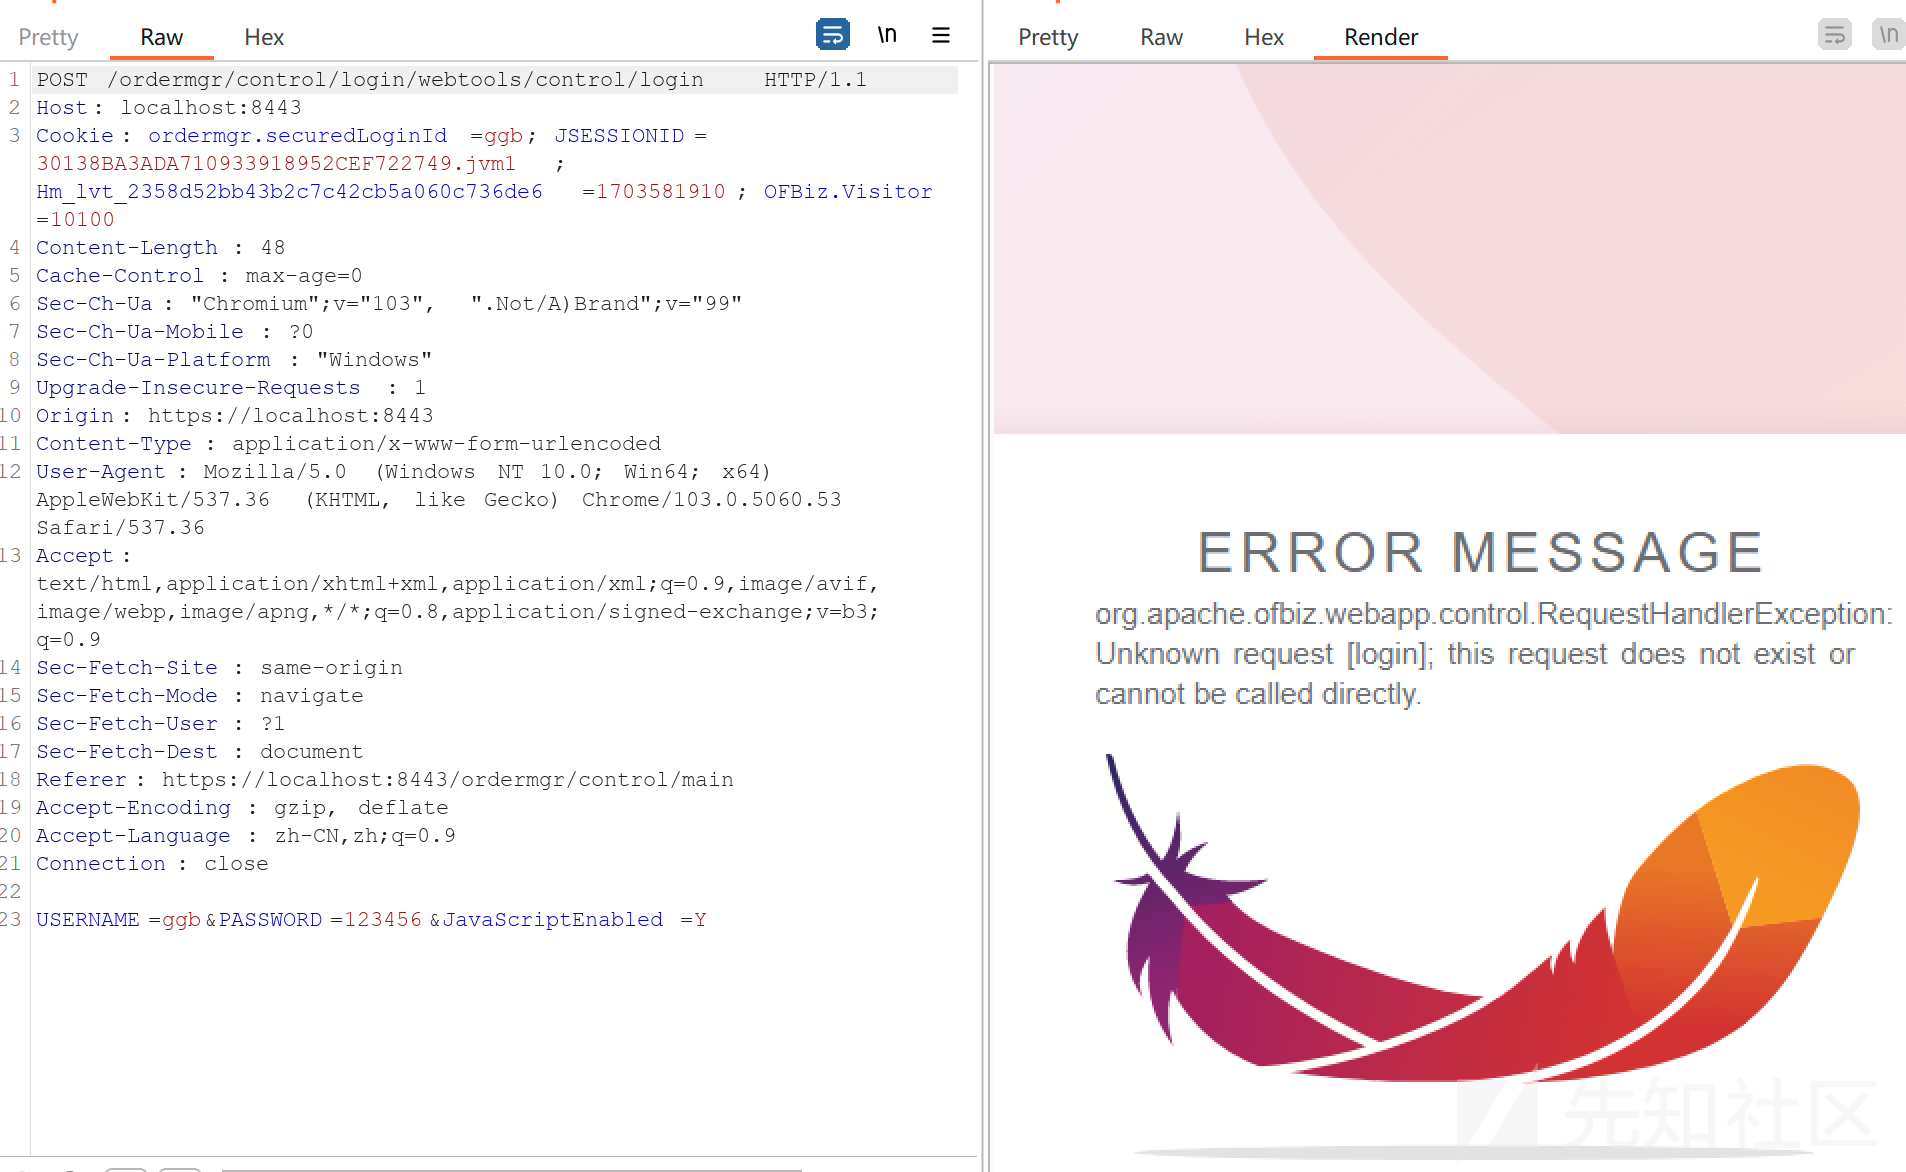 Pretty Raw Hex \n
1 POST /ordermgr/control/login/webtools/control/login HTTP/1.1
2 Host: localhost:8443
3 Cookie: ordermgr.securedLoginId=ggb; JSESSIONID=
30138BA3ADA710933918952CEF722749.jvm1;
Hm_lvt_2358d52bb43b2c7c42cb5a060c736de6=1703581910; OFBiz.Visitor
=10100
4 Content-Length: 48
5 Cache-Control: max-age=0
6 Sec-Ch-Ua: "Chromium";v="103", ".Not/A)Brand";v="99"
7 Sec-Ch-Ua-Mobile: ?0
8 Sec-Ch-Ua-Platform: "Windows"
9 Upgrade-Insecure-Requests: 1
10 Origin: https://localhost:8443
11 Content-Type: application/x-www-form-urlencoded
12 User-Agent: Mozilla/5.0 (Windows NT 10.0; Win64; x64)
AppleWebKit/537.36 (KHTML, like Gecko) Chrome/103.0.5060.53
Safari/537.36
13 Accept:
text/html,application/xhtml+xml,application/xml;q=0.9,image/avif,
image/webp,image/apng,*/*;q=0.8,application/signed-exchange;v=b3;
q=0.9
14 Sec-Fetch-Site: same-origin
15 Sec-Fetch-Mode: navigate
16 Sec-Fetch-User: ?1
17 Sec-Fetch-Dest: document
18 Referer: https://localhost:8443/ordermgr/control/main
19 Accept-Encoding: gzip, deflate
20 Accept-Language: zh-CN,zh;q=0.9
21 Connection: close
22
23 USERNAME=ggb&PASSWORD=123456&JavaScriptEnabled=Y
Pretty Raw Hex Render \n
ERROR MESSAGE
org.apache.ofbiz.webapp.control.RequestHandlerException:
Unknown request [login]; this request does not exist or
cannot be called directly.
先知社区